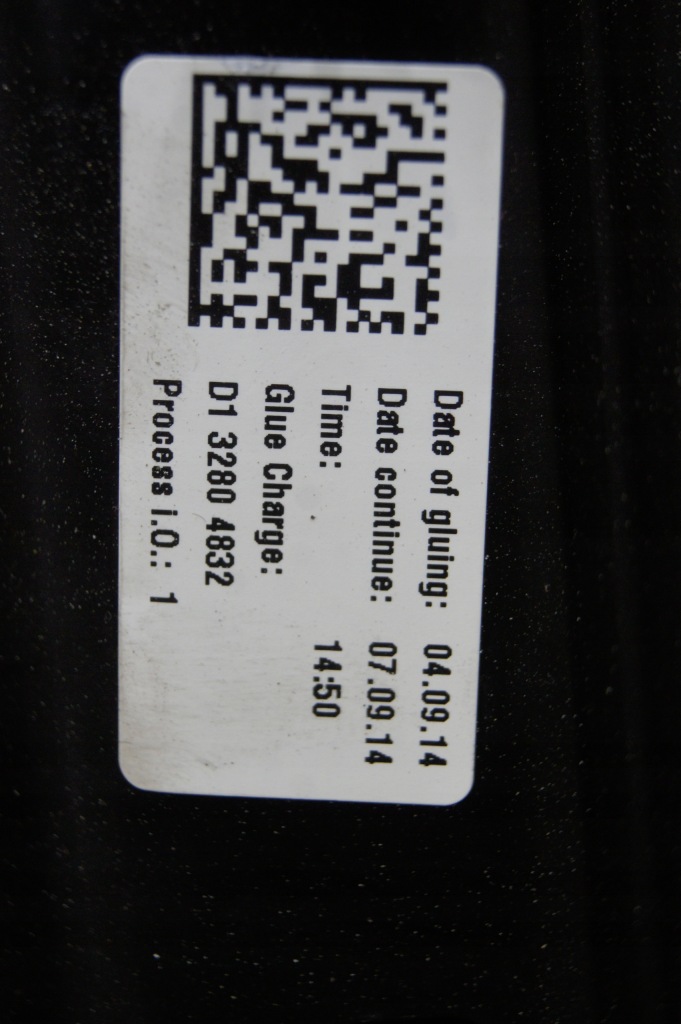 Date of gluing: 04.09.14
Date continue: 07.09.14
Time: 14:50
Glue Charge:
D1 3280 4832
Process i.O.: 1